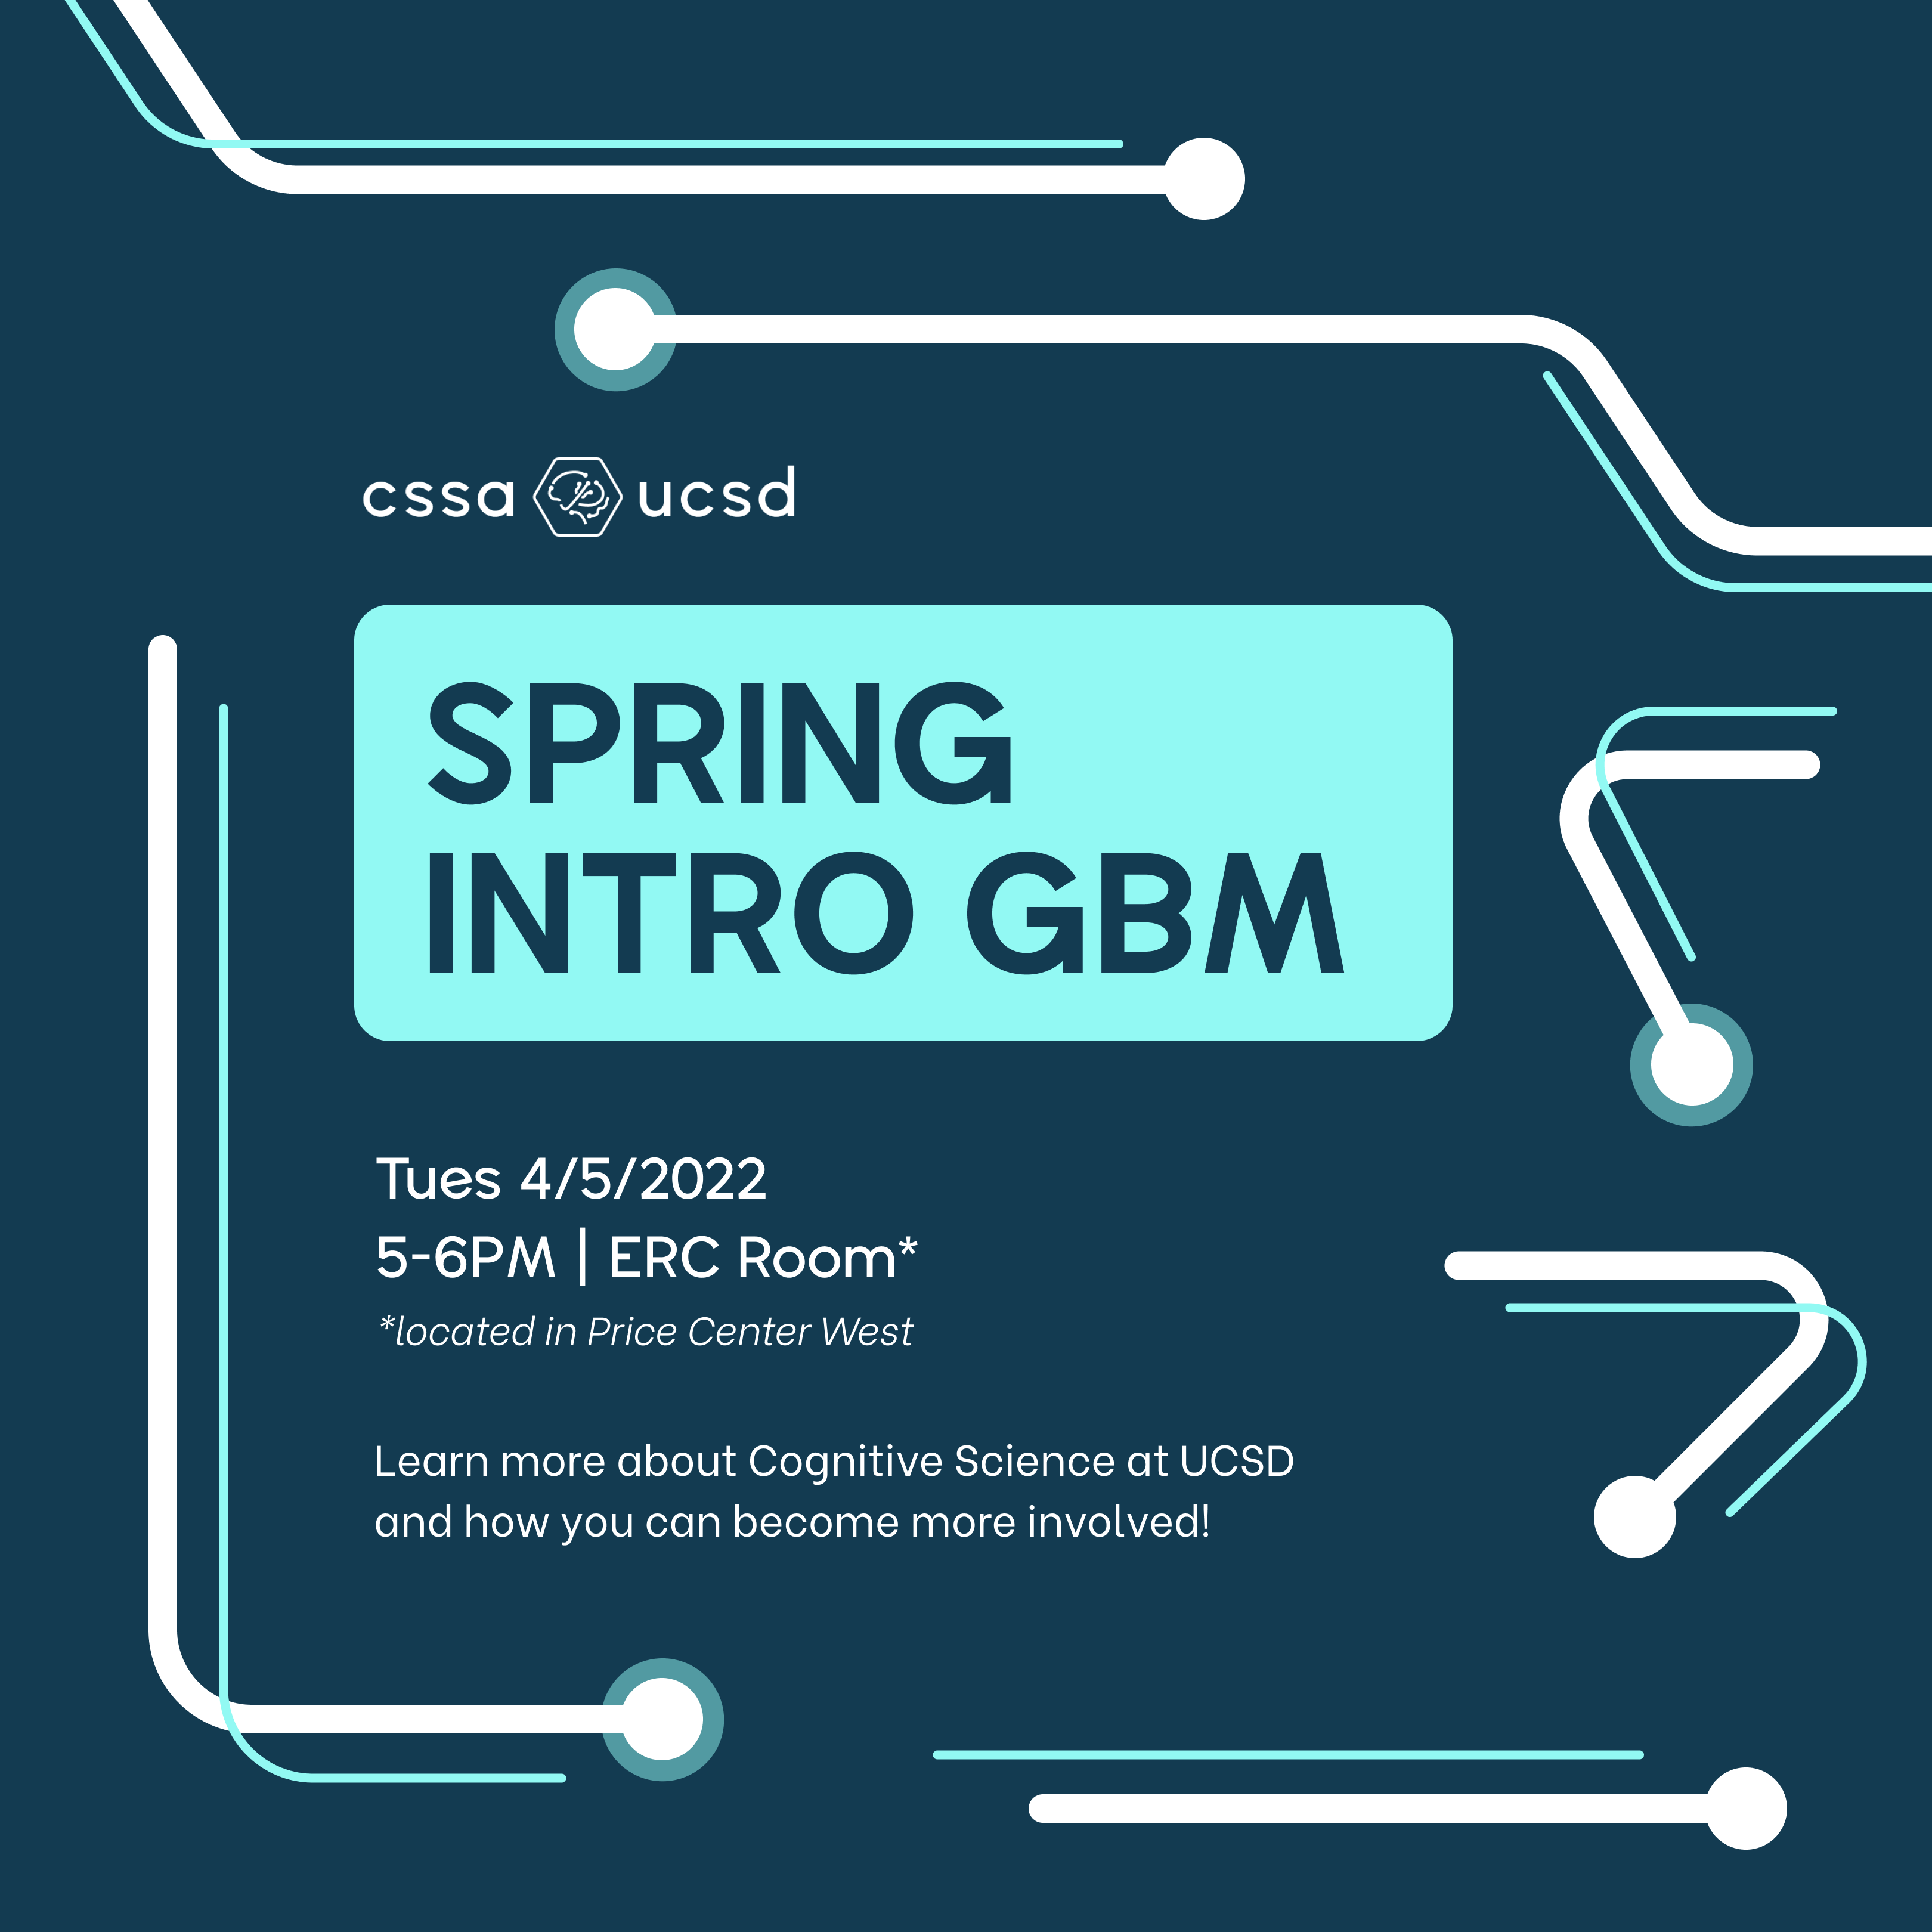 cssa ucsd
SPRING
INTRO GBM
Tues 4/5/2022
5-6PM | ERC Room*
*located in Price Center West
Learn more about Cognitive Science at UCSD
and how you can become more involved!